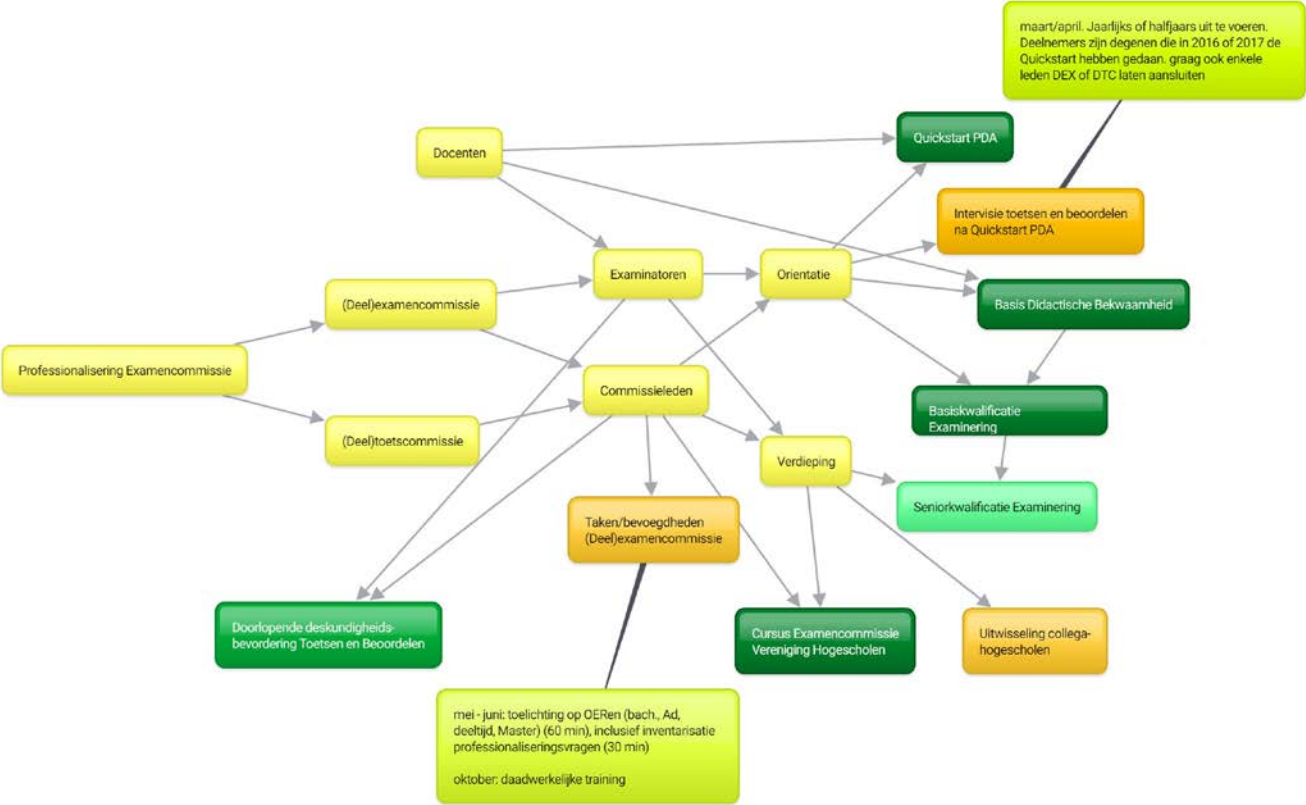 maart/april. Jaarlijks of halfjaars uit te voeren.
Deelnemers zijn degenen die in 2016 of 2017 de
Quickstart hebben gedaan. graag ook enkele
leden DEX of DTC laten aansluiten
Quickstart PDA
Docenten
Intervisie toetsen en beoordelen
na Quickstart PDA
Examinatoren
Orientatie
(Deel)examencommissie
Basis Didactische Bekwaamheid
Professionalisering Examencommissie
Commissieleden
Basiskwalificatie
Examinering
(Deel)toetscommissie
Verdieping
Seniorkwalificatie Examinering
Taken/bevoegdheden
(Deel)examencommissie
Doorlopende deskundigheids-
bevordering Toetsen en Beoordelen
Cursus Examencommissie
Vereniging Hogescholen
Uitwisseling collega-
hogescholen
mei - juni: toelichting op OERen (bach., Ad,
deeltijd, Master) (60 min), inclusief inventarisatie
professionaliseringsvragen (30 min)
oktober: daadwerkelijke training